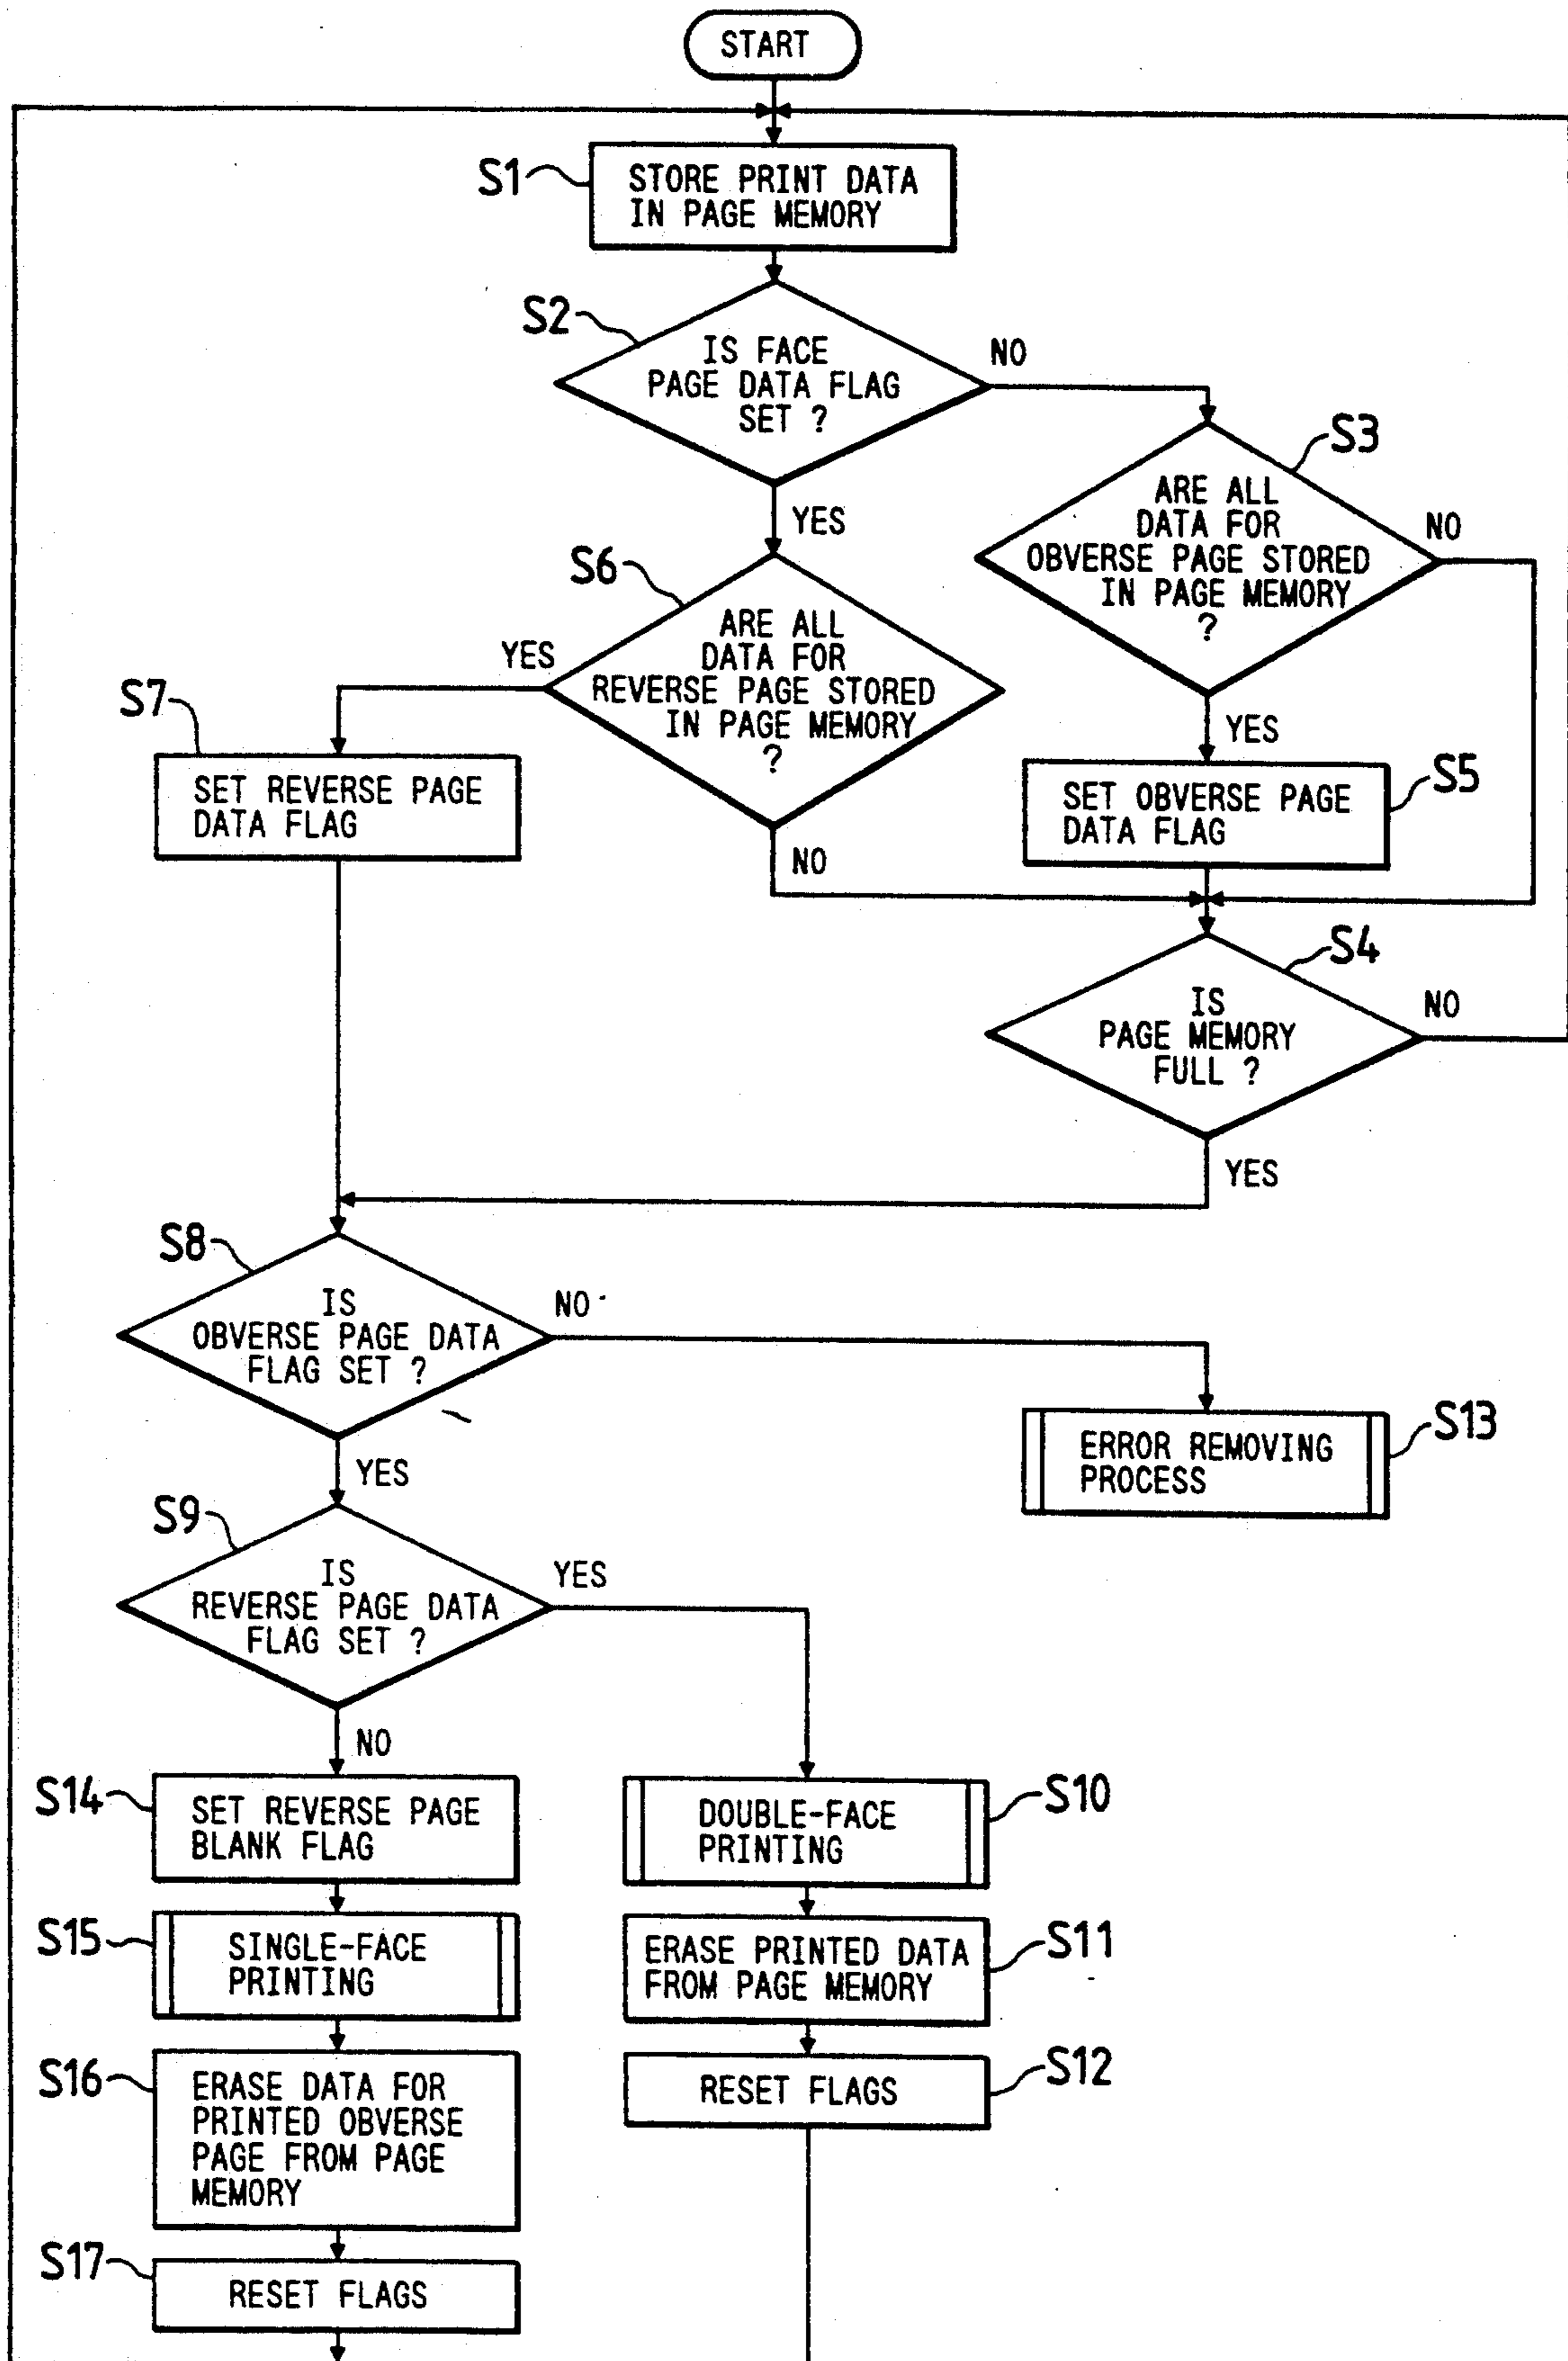 START
S1
STORE PRINT DATA
IN PAGE MEMORY
S2
IS FACE
PAGE DATA FLAG
SET ?
NO
YES
S3
ARE ALL
DATA FOR
OBVERSE PAGE STORED
IN PAGE MEMORY
?
NO
YES
S6
ARE ALL
DATA FOR
REVERSE PAGE STORED
IN PAGE MEMORY
?
YES
NO
S7
SET REVERSE PAGE
DATA FLAG
S5
SET OBVERSE PAGE
DATA FLAG
S4
IS
PAGE MEMORY
FULL ?
NO
YES
S8
IS
OBVERSE PAGE DATA
FLAG SET ?
NO
YES
S13
ERROR REMOVING
PROCESS
S9
IS
REVERSE PAGE DATA
FLAG SET ?
YES
NO
S14
SET REVERSE PAGE
BLANK FLAG
S10
DOUBLE-FACE
PRINTING
S15
SINGLE-FACE
PRINTING
S11
ERASE PRINTED DATA
FROM PAGE MEMORY
S16
ERASE DATA FOR
PRINTED OBVERSE
PAGE FROM PAGE
MEMORY
S12
RESET FLAGS
S17
RESET FLAGS